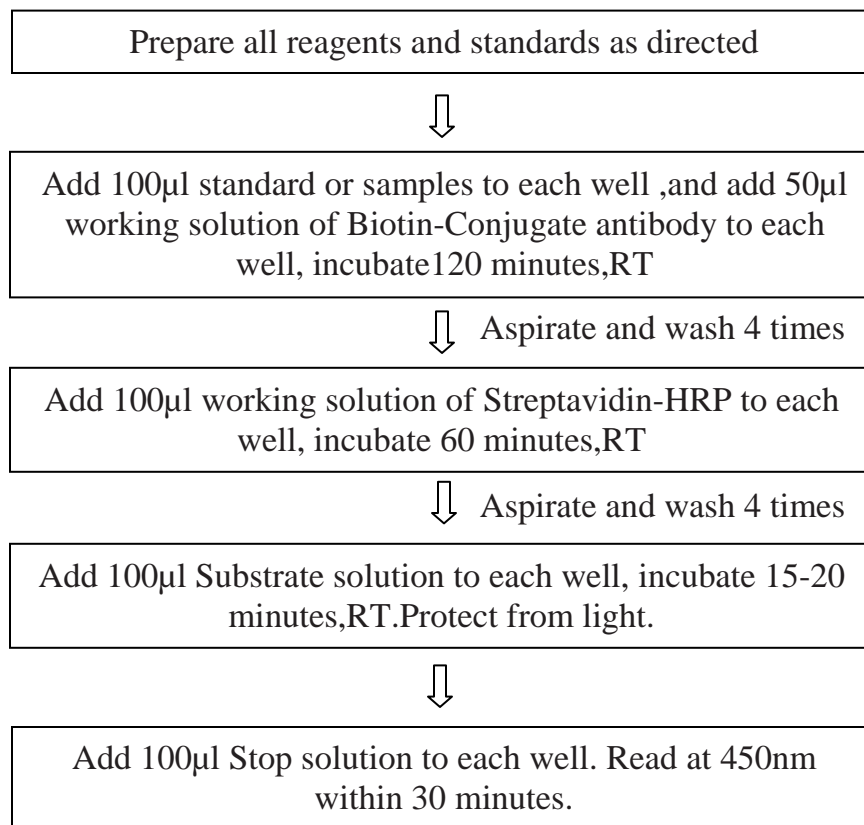 Prepare all reagents and standards as directed
Add 100µl standard or samples to each well ,and add 50µl
working solution of Biotin-Conjugate antibody to each
well, incubate120 minutes,RT
Aspirate and wash 4 times
Add 100µl working solution of Streptavidin-HRP to each
well, incubate 60 minutes,RT
Aspirate and wash 4 times
Add 100µl Substrate solution to each well, incubate 15-20
minutes,RT.Protect from light.
Add 100µl Stop solution to each well. Read at 450nm
within 30 minutes.